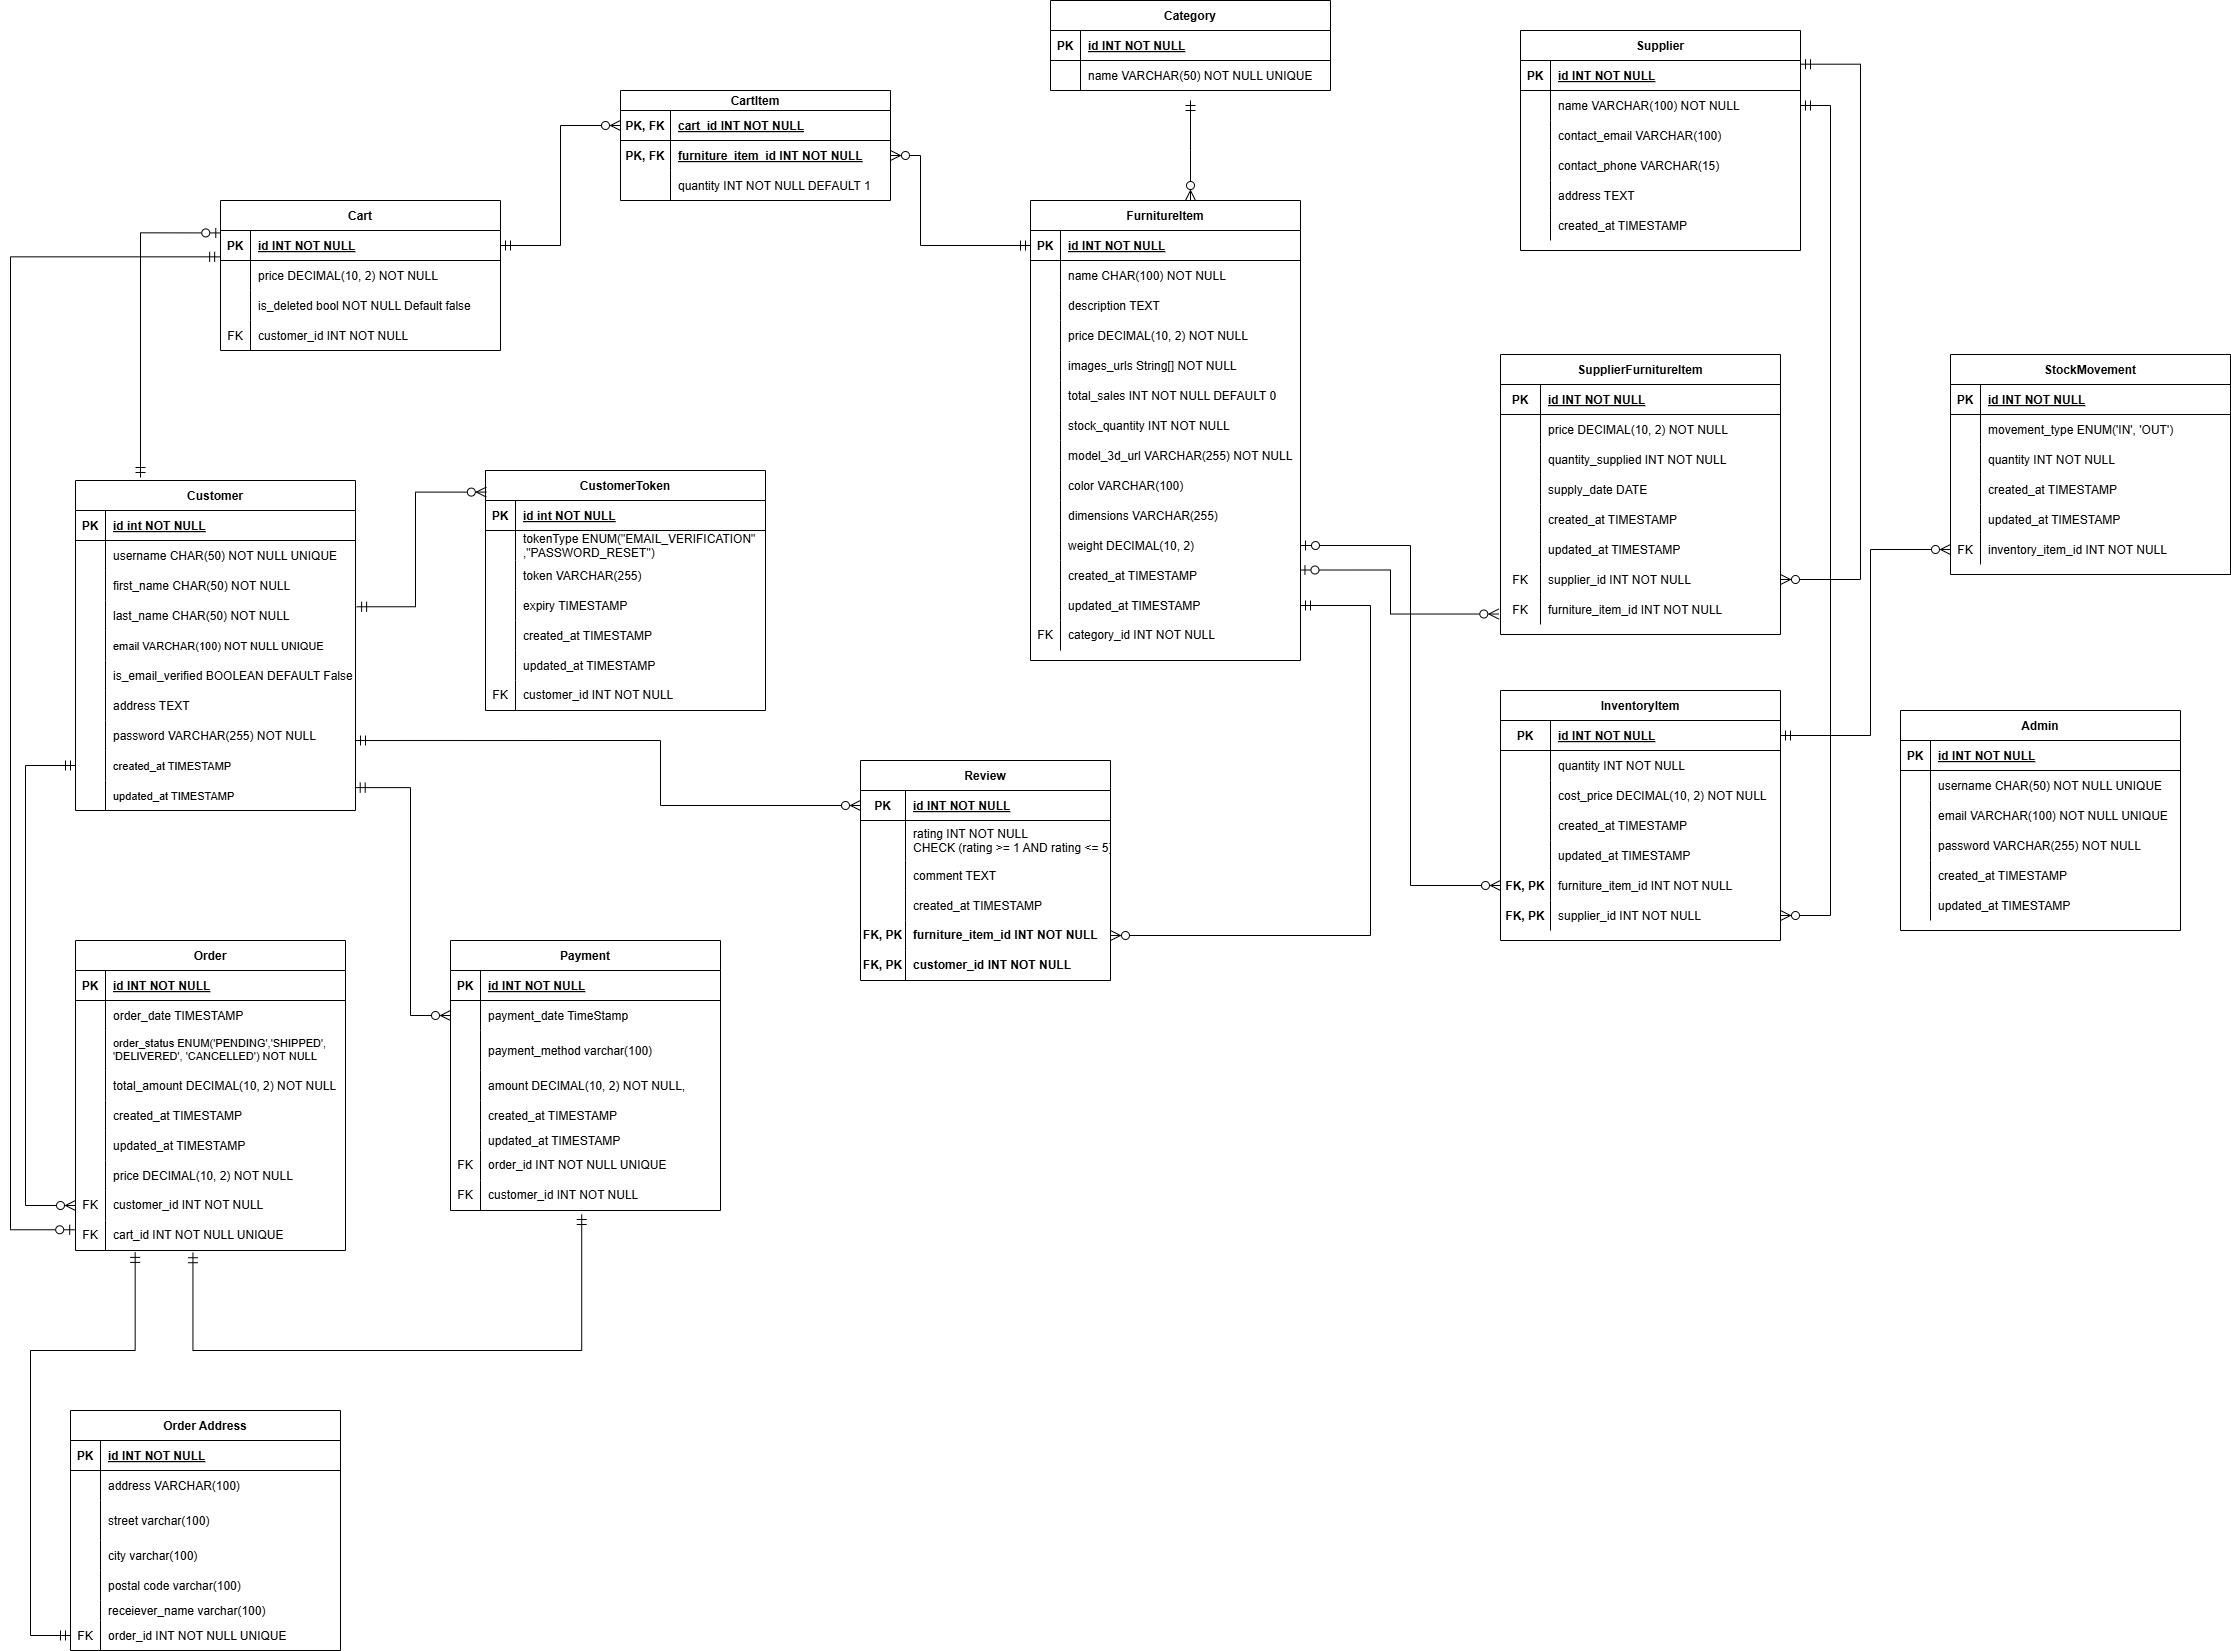 Category
PK id INT NOT NULL
name VARCHAR(50) NOT NULL UNIQUE
Supplier
PK id INT NOT NULL
name VARCHAR(100) NOT NULL
contact_email VARCHAR(100)
contact_phone VARCHAR(15)
address TEXT
created_at TIMESTAMP
CartItem
PK, FK cart_id INT NOT NULL
PK, FK furniture_item_id INT NOT NULL
quantity INT NOT NULL DEFAULT 1
Cart
PK id INT NOT NULL
price DECIMAL(10, 2) NOT NULL
is_deleted bool NOT NULL Default false
FK customer_id INT NOT NULL
FurnitureItem
PK id INT NOT NULL
name CHAR(100) NOT NULL
description TEXT
price DECIMAL(10, 2) NOT NULL
images_urls String[] NOT NULL
total_sales INT NOT NULL DEFAULT 0
stock_quantity INT NOT NULL
model_3d_url VARCHAR(255) NOT NULL
color VARCHAR(100)
dimensions VARCHAR(255)
weight DECIMAL(10, 2)
created_at TIMESTAMP
updated_at TIMESTAMP
FK category_id INT NOT NULL
SupplierFurnitureItem
PK id INT NOT NULL
price DECIMAL(10, 2) NOT NULL
quantity_supplied INT NOT NULL
supply_date DATE
created_at TIMESTAMP
updated_at TIMESTAMP
FK supplier_id INT NOT NULL
FK furniture_item_id INT NOT NULL
StockMovement
PK id INT NOT NULL
movement_type ENUM('IN', 'OUT')
quantity INT NOT NULL
created_at TIMESTAMP
updated_at TIMESTAMP
FK inventory_item_id INT NOT NULL
Customer
PK id int NOT NULL
username CHAR(50) NOT NULL UNIQUE
first_name CHAR(50) NOT NULL
last_name CHAR(50) NOT NULL
email VARCHAR(100) NOT NULL UNIQUE
is_email_verified BOOLEAN DEFAULT False
address TEXT
password VARCHAR(255) NOT NULL
created_at TIMESTAMP
updated_at TIMESTAMP
CustomerToken
PK id int NOT NULL
tokenType ENUM("EMAIL_VERIFICATION"
,"PASSWORD_RESET")
token VARCHAR(255)
expiry TIMESTAMP
created_at TIMESTAMP
updated_at TIMESTAMP
FK customer_id INT NOT NULL
InventoryItem
PK id INT NOT NULL
quantity INT NOT NULL
cost_price DECIMAL(10, 2) NOT NULL
created_at TIMESTAMP
updated_at TIMESTAMP
FK, PK furniture_item_id INT NOT NULL
FK, PK supplier_id INT NOT NULL
Admin
PK id INT NOT NULL
username CHAR(50) NOT NULL UNIQUE
email VARCHAR(100) NOT NULL UNIQUE
password VARCHAR(255) NOT NULL
created_at TIMESTAMP
updated_at TIMESTAMP
Review
PK id INT NOT NULL
rating INT NOT NULL
CHECK (rating >= 1 AND rating <= 5)
comment TEXT
created_at TIMESTAMP
FK, PK furniture_item_id INT NOT NULL
FK, PK customer_id INT NOT NULL
Order
PK id INT NOT NULL
order_date TIMESTAMP
order_status ENUM('PENDING','SHIPPED',
'DELIVERED', 'CANCELLED') NOT NULL
total_amount DECIMAL(10, 2) NOT NULL
created_at TIMESTAMP
updated_at TIMESTAMP
price DECIMAL(10, 2) NOT NULL
FK customer_id INT NOT NULL
FK cart_id INT NOT NULL UNIQUE
Payment
PK id INT NOT NULL
payment_date TimeStamp
payment_method varchar(100)
amount DECIMAL(10, 2) NOT NULL,
created_at TIMESTAMP
updated_at TIMESTAMP
FK order_id INT NOT NULL UNIQUE
FK customer_id INT NOT NULL
Order Address
PK id INT NOT NULL
address VARCHAR(100)
street varchar(100)
city varchar(100)
postal code varchar(100)
receiever_name varchar(100)
FK order_id INT NOT NULL UNIQUE